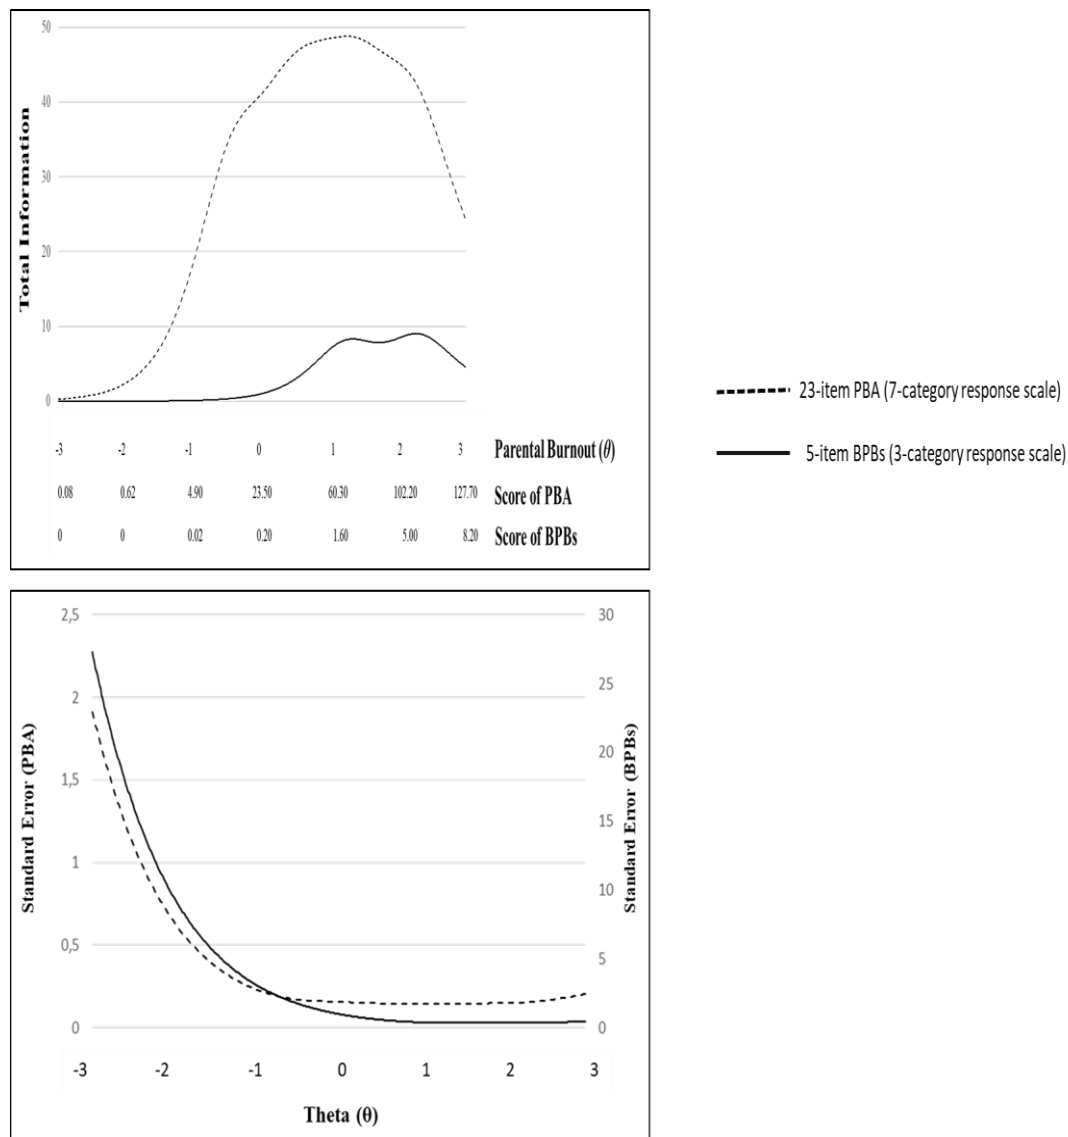 50
40
30
20
10
0
Total Information
-3 -2 -1 0 1 2 3 Parental Burnout (θ)
0.08 0.62 4.90 23.50 60.30 102.20 127.70 Score of PBA
0 0 0.02 0.20 1.60 5.00 8.20 Score of BPBs
23-item PBA (7-category response scale)
5-item BPBs (3-category response scale)
2,5
2
1,5
1
0,5
0
Standard Error (PBA)
30
25
20
15
10
5
0
Standard Error (BPBs)
-3 -2 -1 0 1 2 3
Theta (θ)